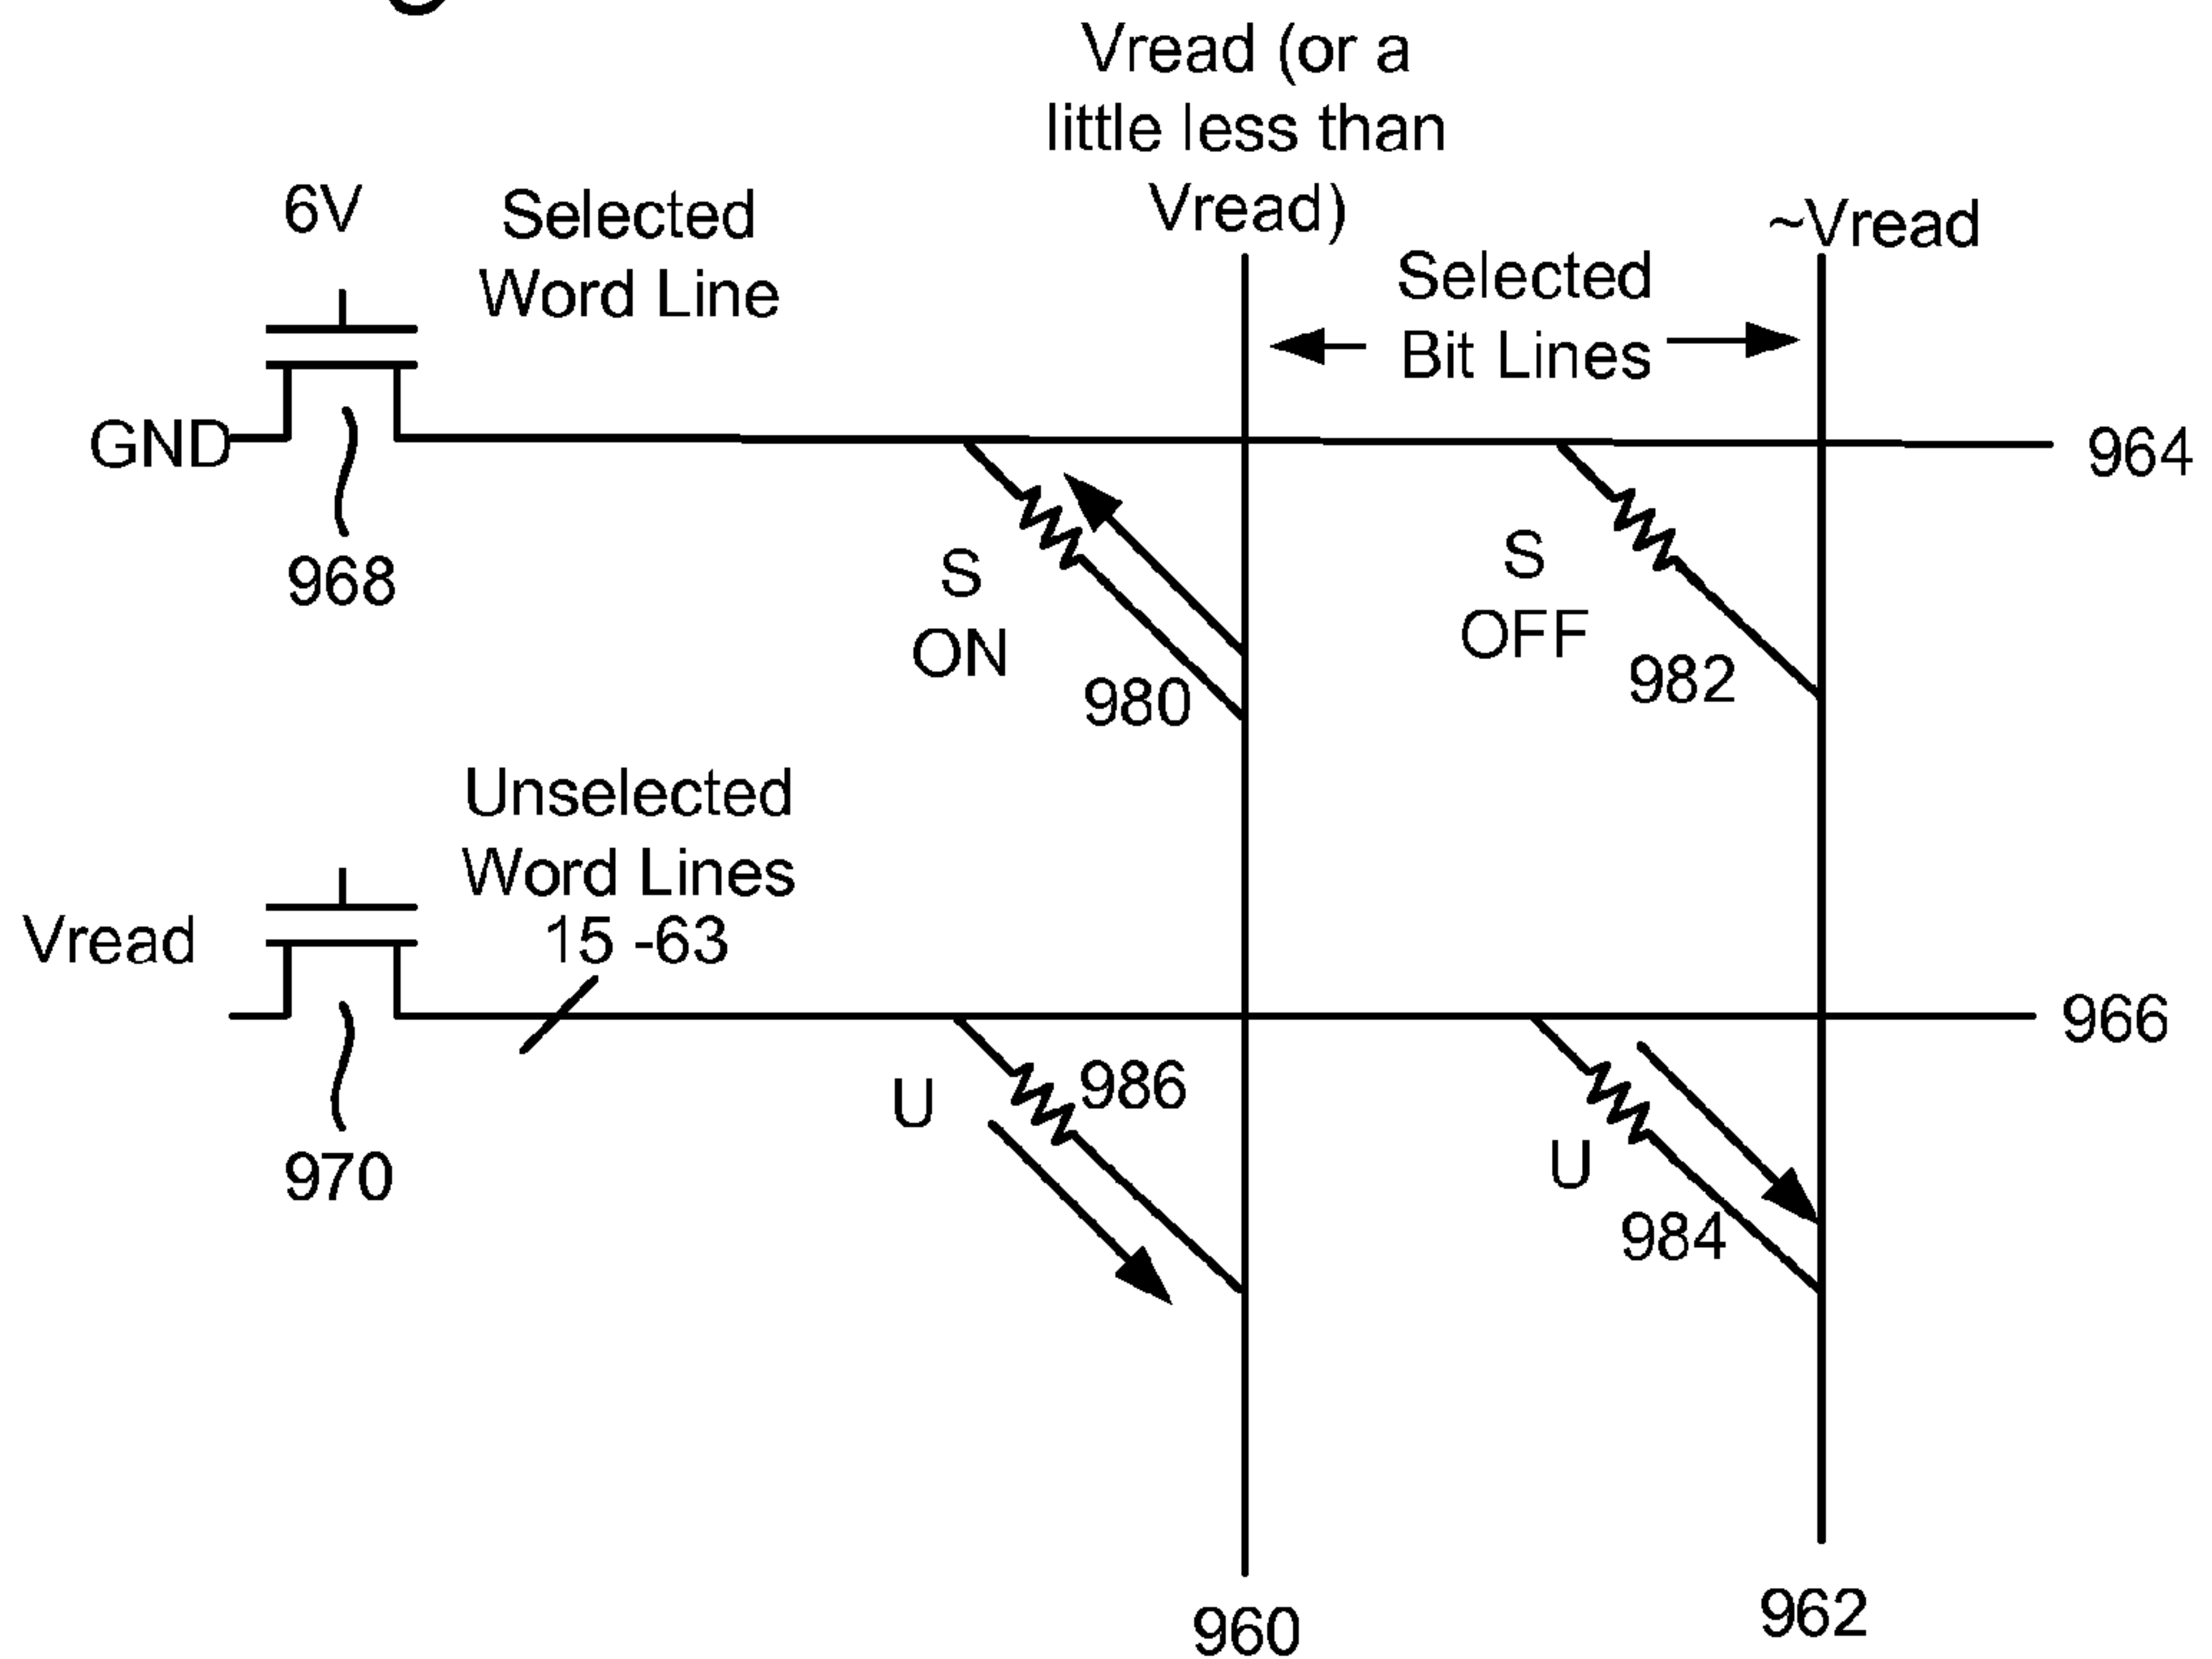 Vread (or a
little less than
Vread)
~Vread
6V
Selected
Word Line
Selected
Bit Lines
GND
964
968
S
ON
980
S
OFF
982
Unselected
Word Lines
15 -63
Vread
966
970
U
986
U
984
960
962